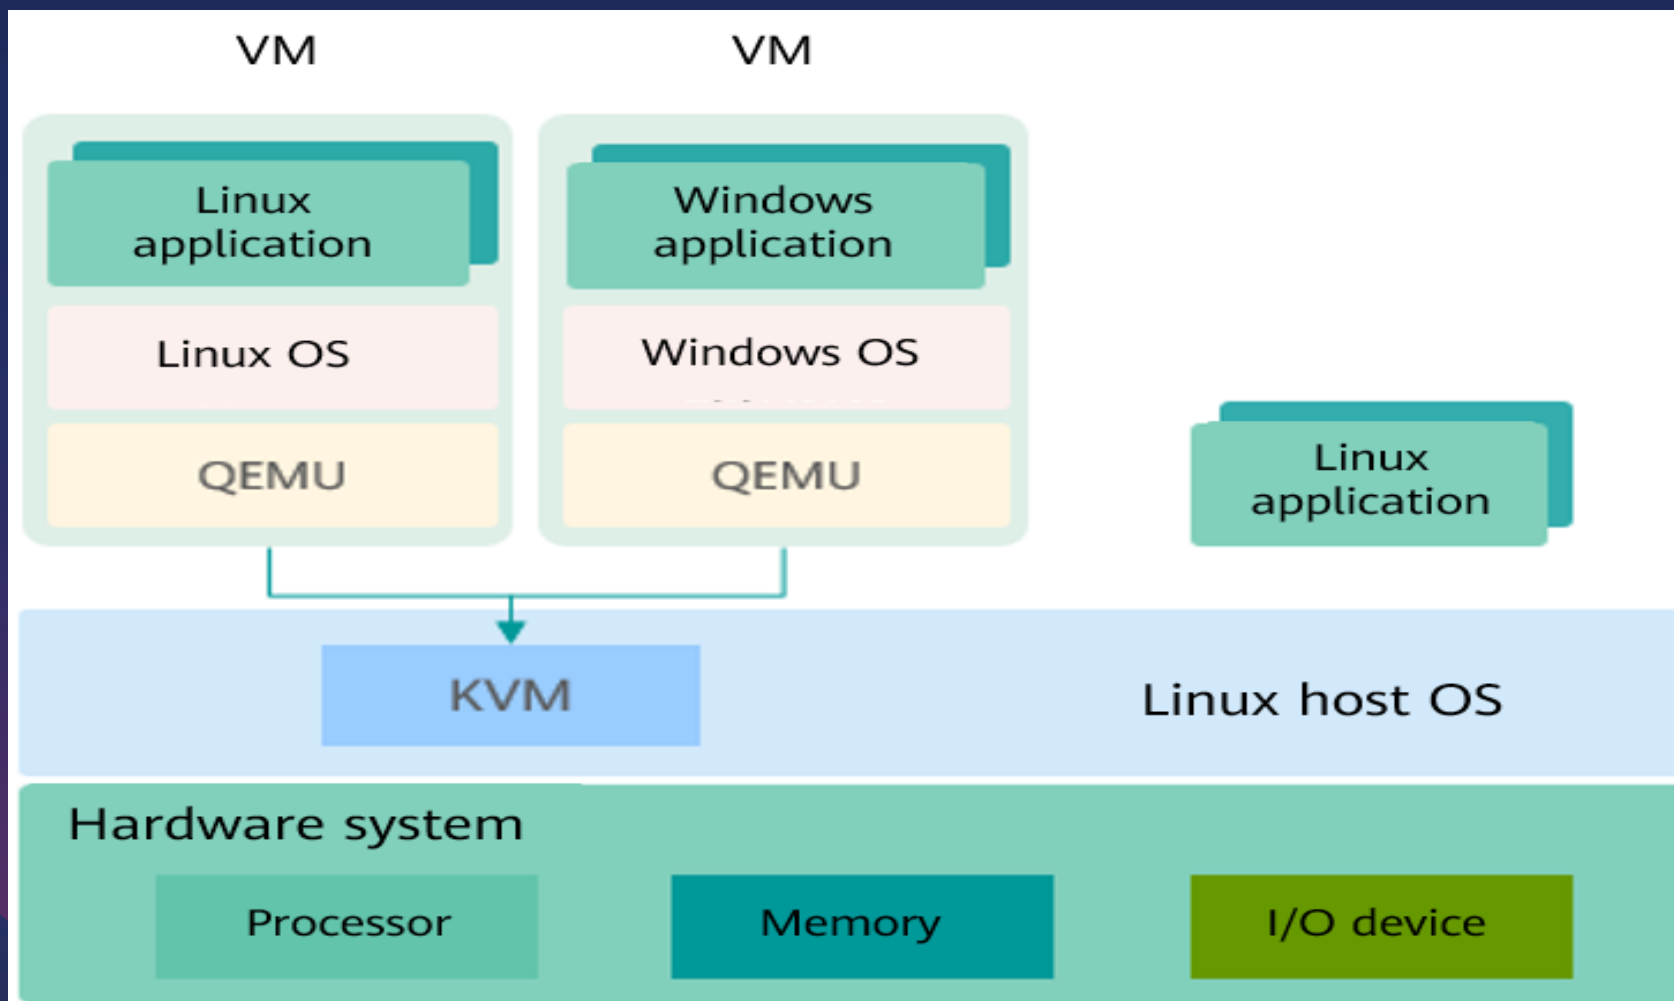 VM
VM
Linux
application
Windows
application
Linux OS
Windows OS
QEMU
QEMU
Linux
application
KVM
Linux host OS
Hardware system
Processor
Memory
I/O device